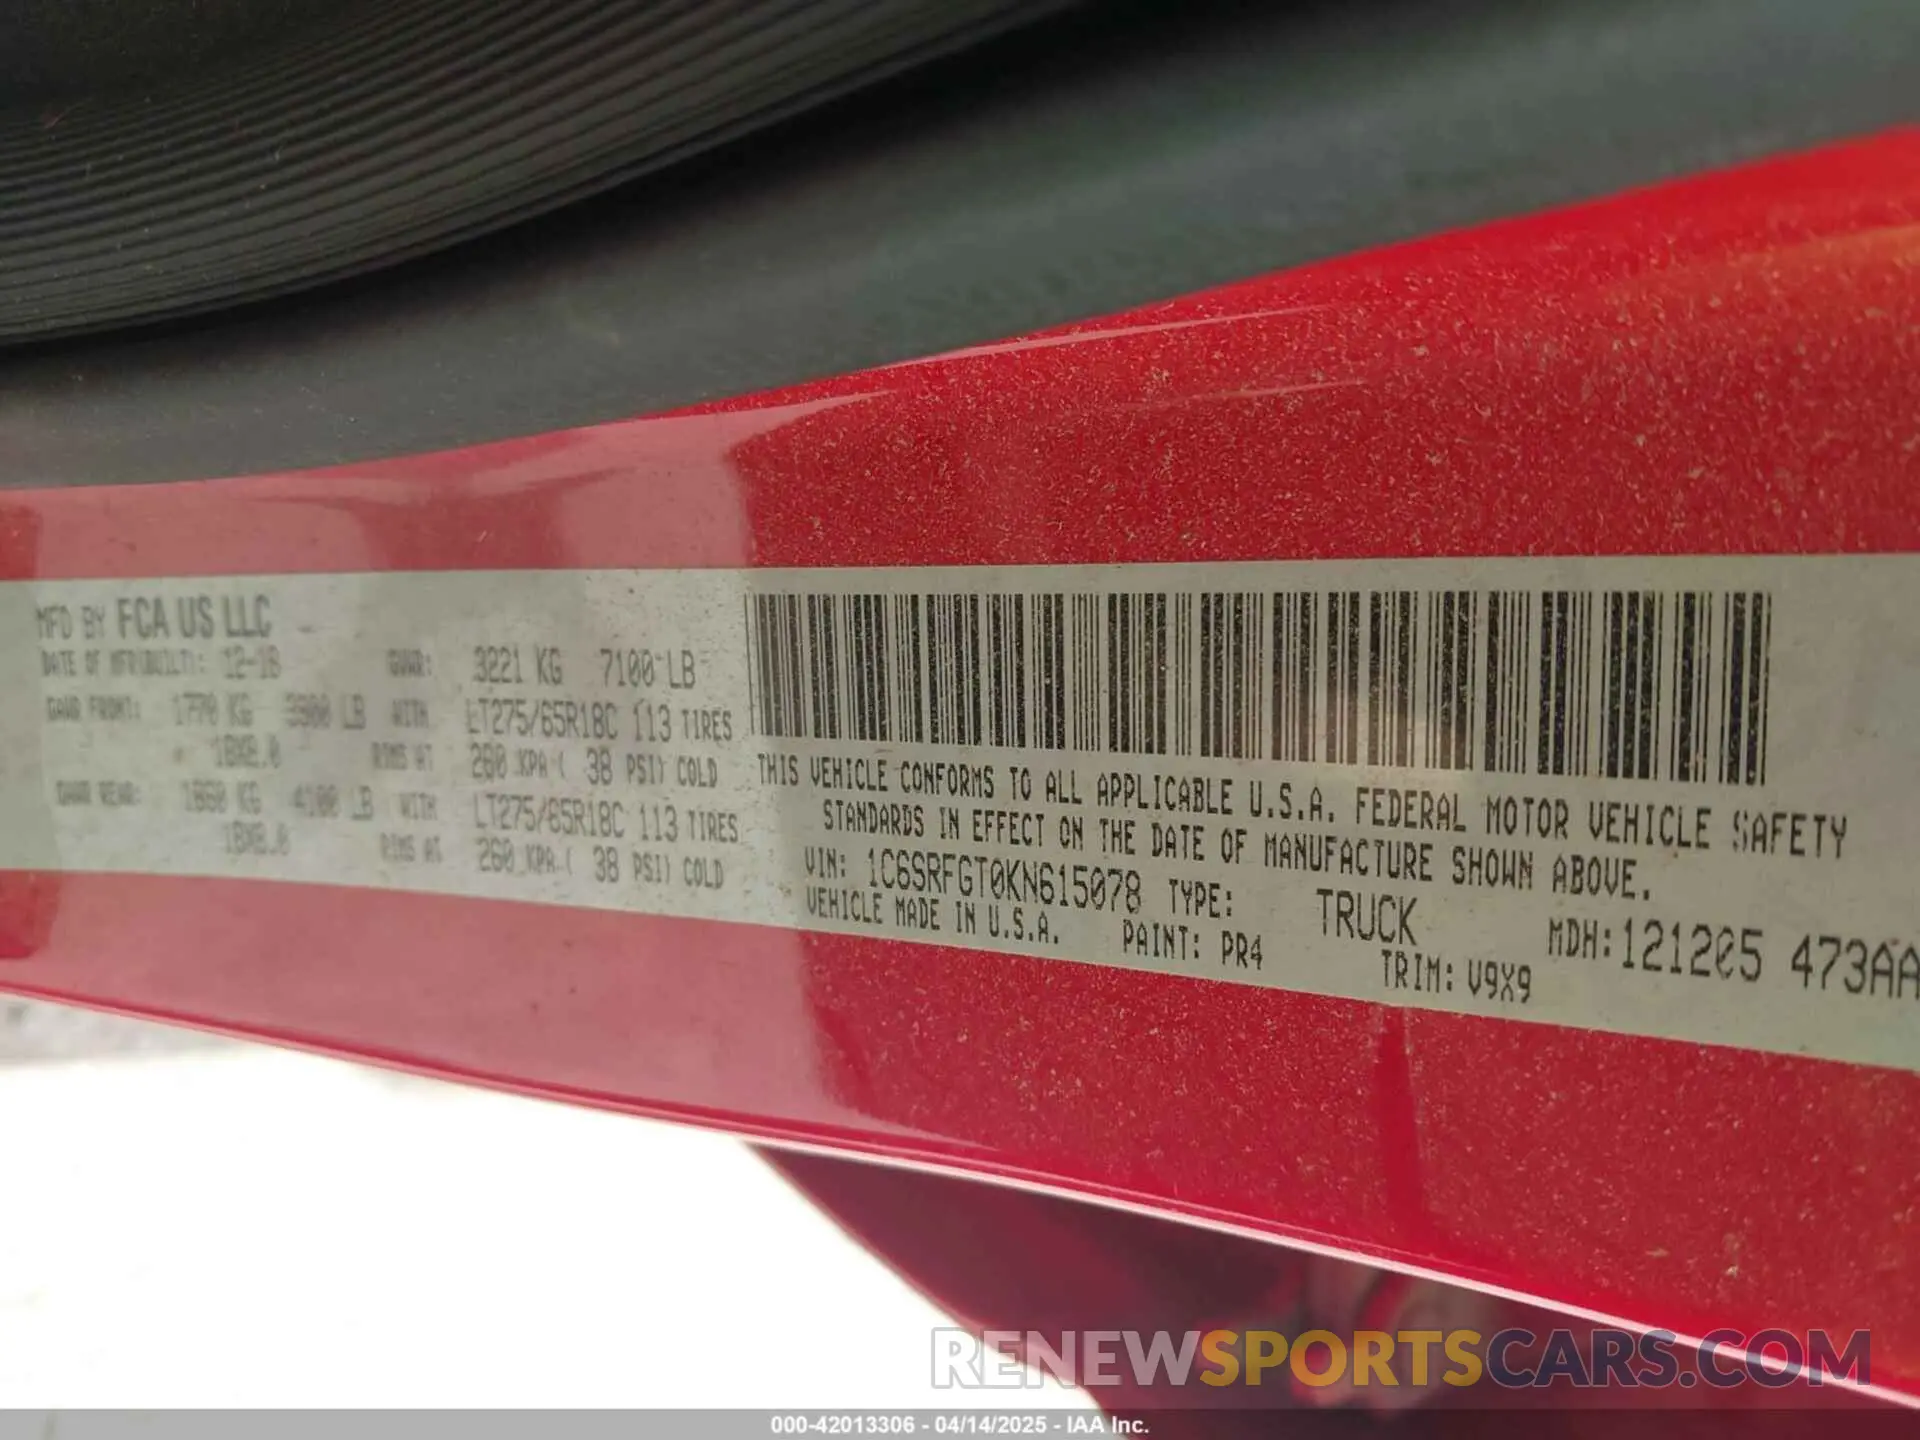 MFD BY FCA US LLC
DATE OF MFR(BUILT): 12-18 GVWR: 3221 KG 7100 LB
GAWR FRONT: 1770 KG 3900 LB WITH LT275/65R18C 113 TIRES
18X8.0 RIMS AT 260 KPA ( 38 PSI) COLD
GAWR REAR: 1860 KG 4100 LB WITH LT275/65R18C 113 TIRES
18X8.0 RIMS AT 260 KPA ( 38 PSI) COLD
THIS VEHICLE CONFORMS TO ALL APPLICABLE U.S.A. FEDERAL MOTOR VEHICLE SAFETY
STANDARDS IN EFFECT ON THE DATE OF MANUFACTURE SHOWN ABOVE.
VIN: 1C6SRFGT0KN615078 TYPE: TRUCK MDH:121205 473AA
VEHICLE MADE IN U.S.A. PAINT: PR4 TRIM: V9X9
RENEWSPORTSCARS.COM
000-42013306 - 04/14/2025 - IAA Inc.